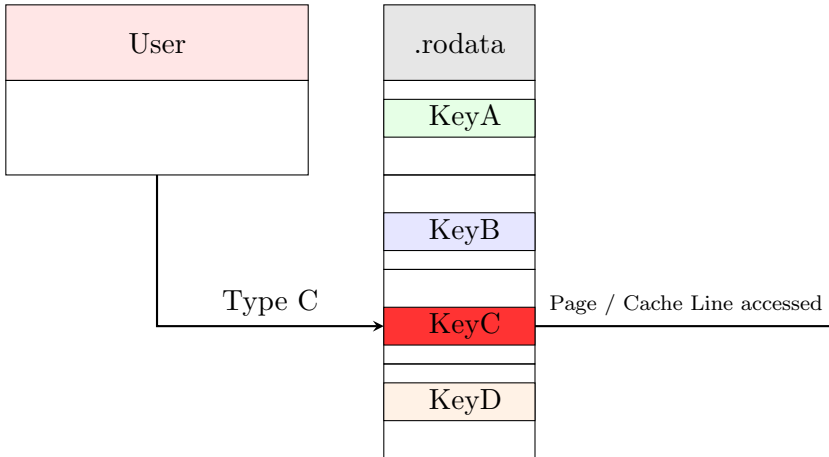 User
.rodata
KeyA
KeyB
Type C
KeyC
Page / Cache Line accessed
KeyD